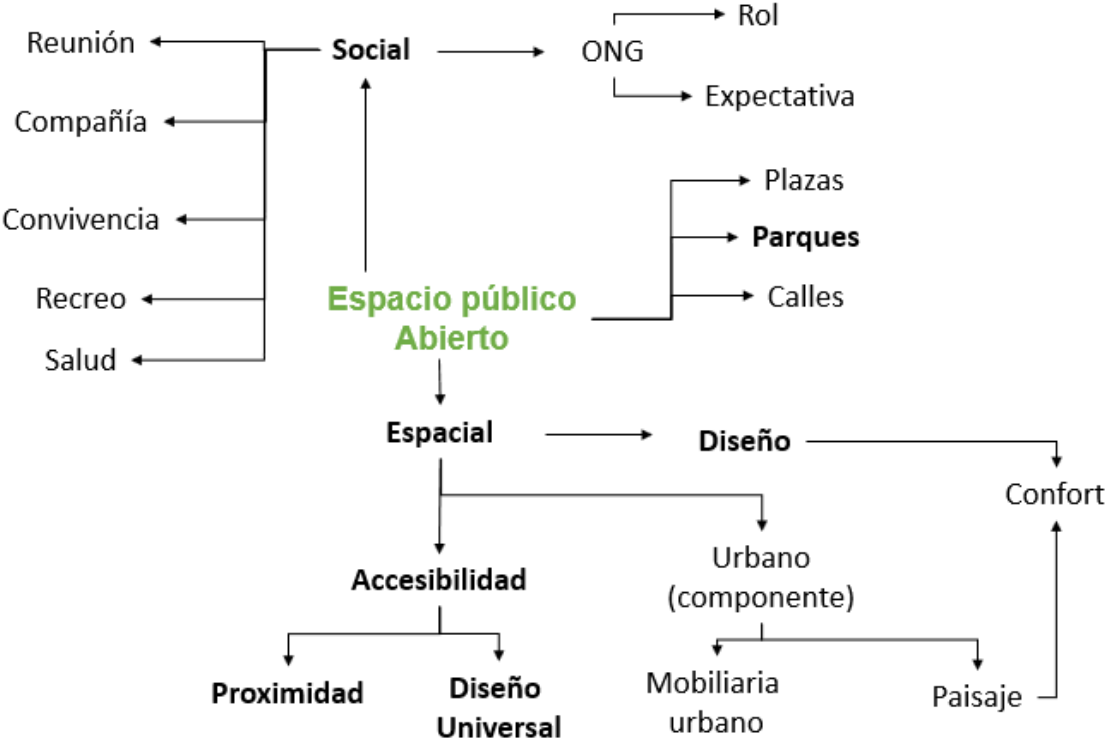 Rol
Reunión
Social
ONG
Expectativa
Compañía
Plazas
Convivencia
Parques
Recreo
Espacio público
Abierto
Calles
Salud
Espacial
Diseño
Confort
Accesibilidad
Urbano
(componente)
Proximidad
Diseño
Universal
Mobiliaria
urbano
Paisaje